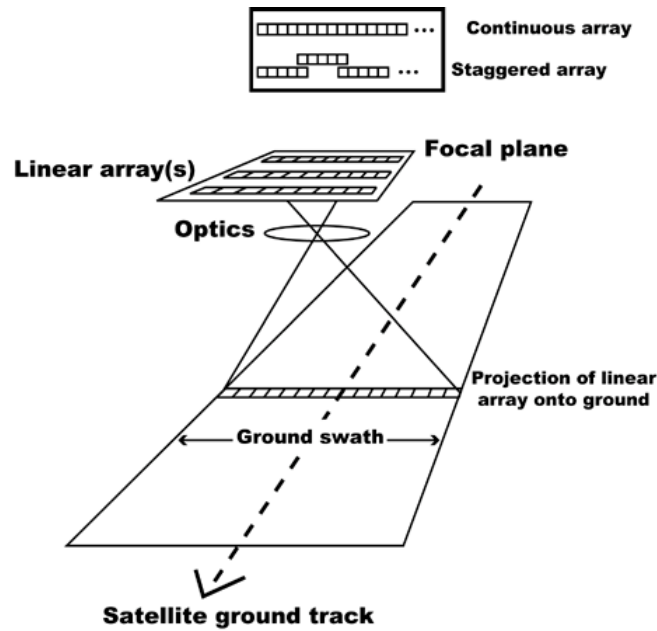 Continuous array
Staggered array
Focal plane
Linear array(s)
Optics
Projection of linear
array onto ground
Ground swath
Satellite ground track